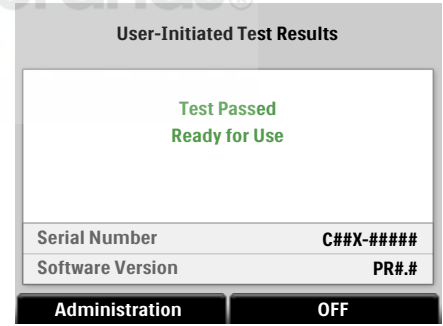 User-Initiated Test Results
Test Passed
Ready for Use
Serial Number C##X-#####
Software Version PR#.#
Administration OFF